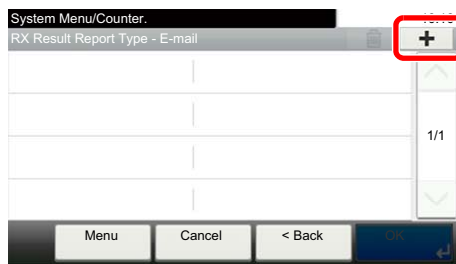 System Menu/Counter.
RX Result Report Type - E-mail
+
1/1
Menu Cancel < Back OK